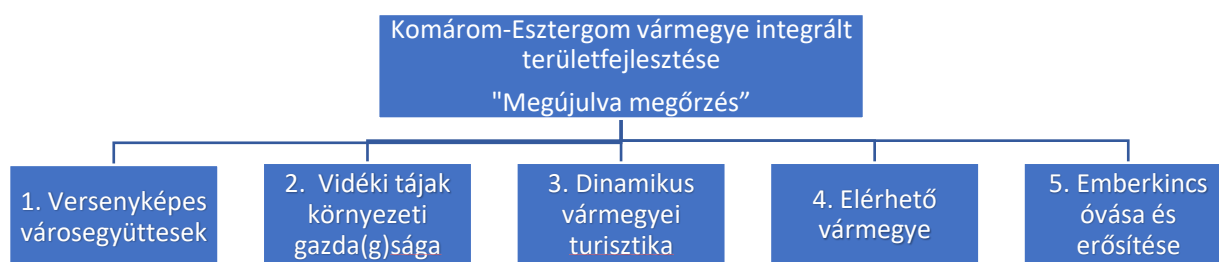 Komárom-Esztergom vármegye integrált
területfejlesztése
"Megújulva megőrzés”
1. Versenyképes
városegyüttesek
2. Vidéki tájak
környezeti
gazda(g)sága
3. Dinamikus
vármegyei
turisztika
4. Elérhető
vármegye
5. Emberkincs
óvása és
erősítése